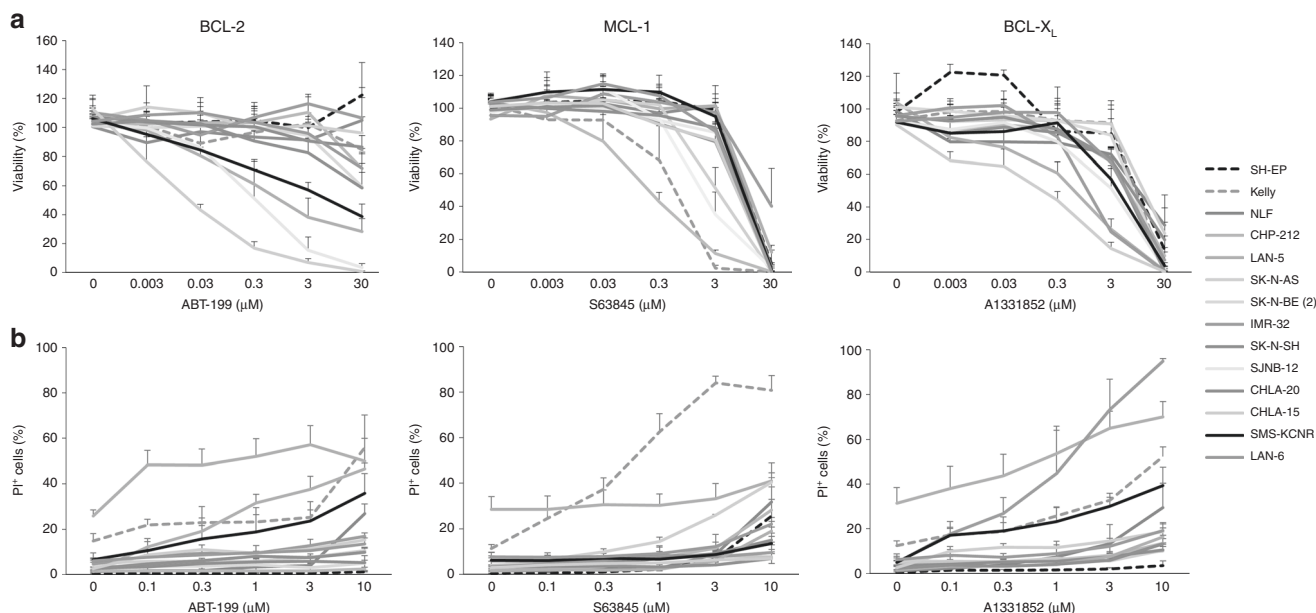 a
BCL-2
MCL-1
BCL-XL
Viability (%)
160
140
120
100
80
60
40
20
0
0 0.003 0.03 0.3 3 30
ABT-199 (μM)
Viability (%)
140
120
100
80
60
40
20
0
0 0.003 0.03 0.3 3 30
S63845 (μM)
Viability (%)
140
120
100
80
60
40
20
0
0 0.003 0.03 0.3 3 30
A1331852 (μM)
SH-EP
Kelly
NLF
CHP-212
LAN-5
SK-N-AS
SK-N-BE (2)
IMR-32
SK-N-SH
SJNB-12
CHLA-20
CHLA-15
SMS-KCNR
LAN-6
b
PI+ cells (%)
100
80
60
40
20
0
0 0.1 0.3 1 3 10
ABT-199 (μM)
PI+ cells (%)
100
80
60
40
20
0
0 0.1 0.3 1 3 10
S63845 (μM)
PI+ cells (%)
100
80
60
40
20
0
0 0.1 0.3 1 3 10
A1331852 (μM)